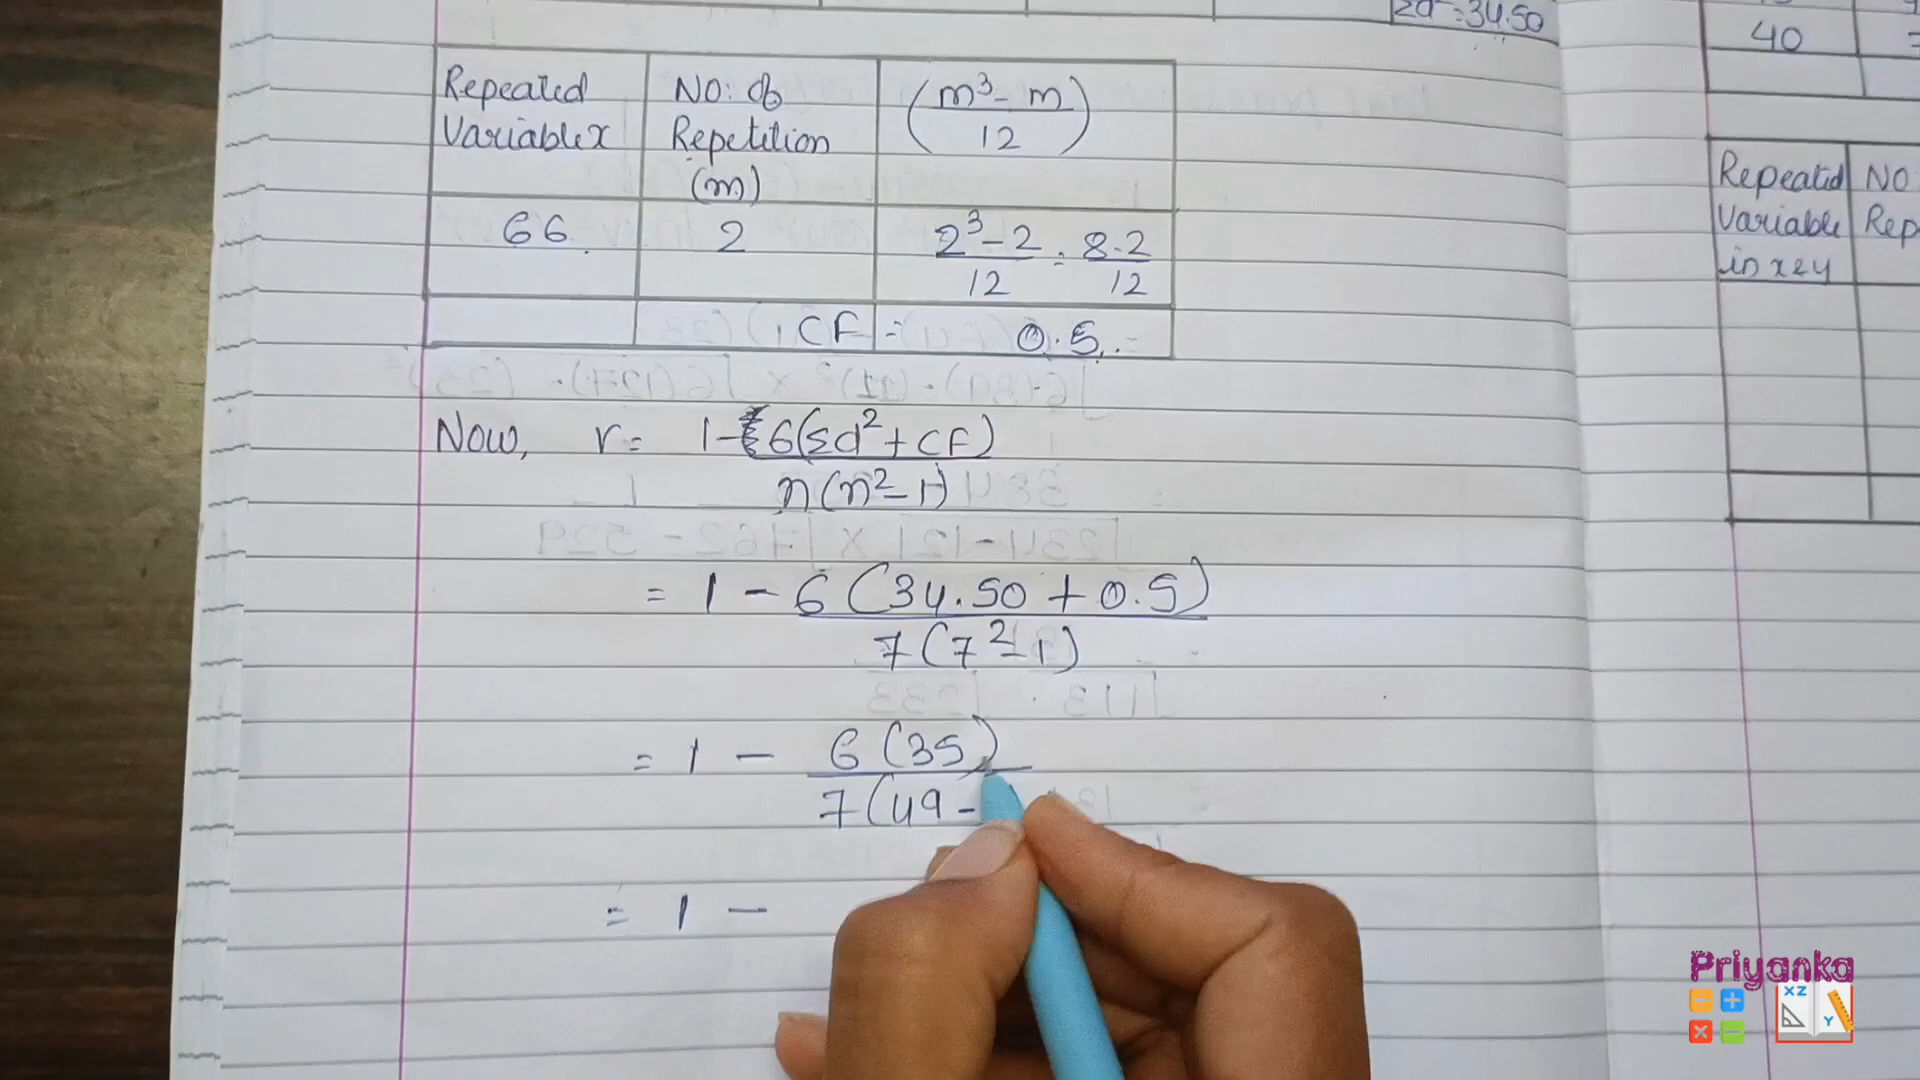 Σd² = 34.50
40
Repeated Variable x
No: of Repetition (m)
(m³ - m / 12)
66
2
2³ - 2 / 12 = 8 - 2 / 12
CF =
0.5
Now, r = 1 - 6(Σd² + CF) / n(n² - 1)
= 1 - 6(34.50 + 0.5) / 7(7² - 1)
= 1 - 6(35) / 7(49 -
= 1 -
Repeated Variable in x & y
No
Rep
Priyanka
XZ
Y